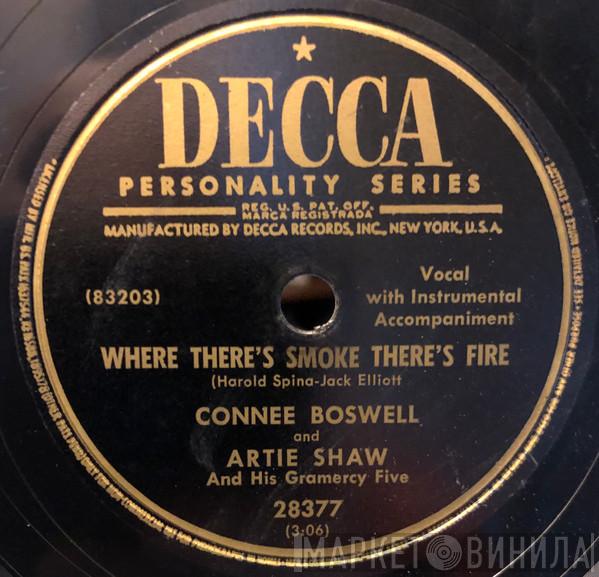 DECCA
PERSONALITY SERIES
REG. U.S. PAT. OFF.
MARCA REGISTRADA
MANUFACTURED BY DECCA RECORDS, INC., NEW YORK, U.S.A.
(83203)
Vocal
with Instrumental
Accompaniment
WHERE THERE'S SMOKE THERE'S FIRE
(Harold Spina-Jack Elliott
CONNEE BOSWELL
and
ARTIE SHAW
And His Gramercy Five
28377
(3:06)
МАРКЕТ ВИНИЛА